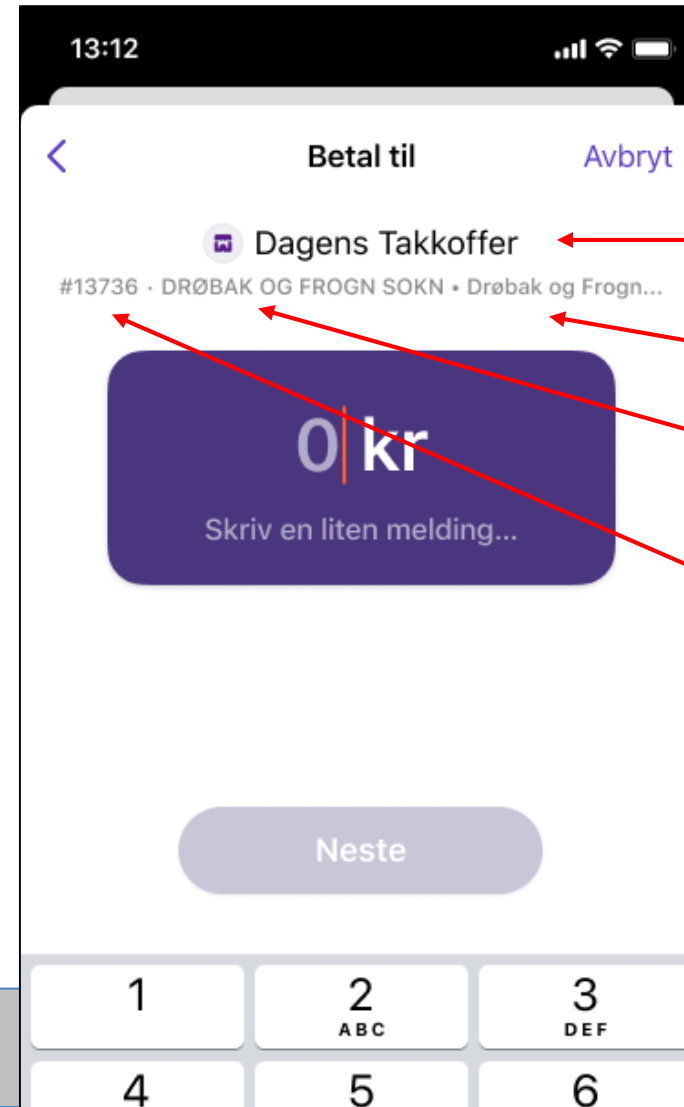 13:12
Betal til
Avbryt
Dagens Takkoffer
#13736 · DRØBAK OG FROGN SOKN • Drøbak og Frogn...
0 kr
Skriv en liten melding...
Neste
1
2
ABC
3
DEF
4
5
6